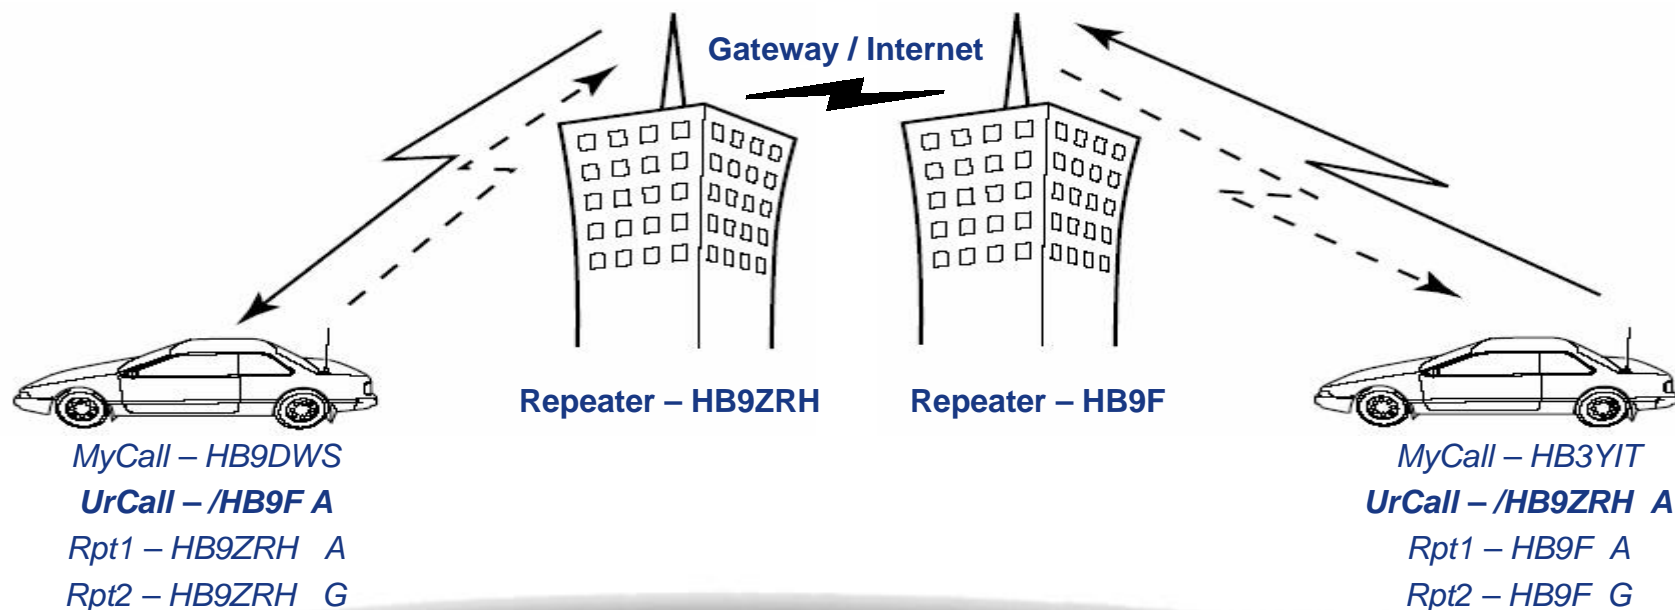 Gateway / Internet
Repeater – HB9ZRH
Repeater – HB9F
MyCall – HB9DWS
UrCall – /HB9F A
Rpt1 – HB9ZRH A
Rpt2 – HB9ZRH G
MyCall – HB3YIT
UrCall – /HB9ZRH A
Rpt1 – HB9F A
Rpt2 – HB9F G